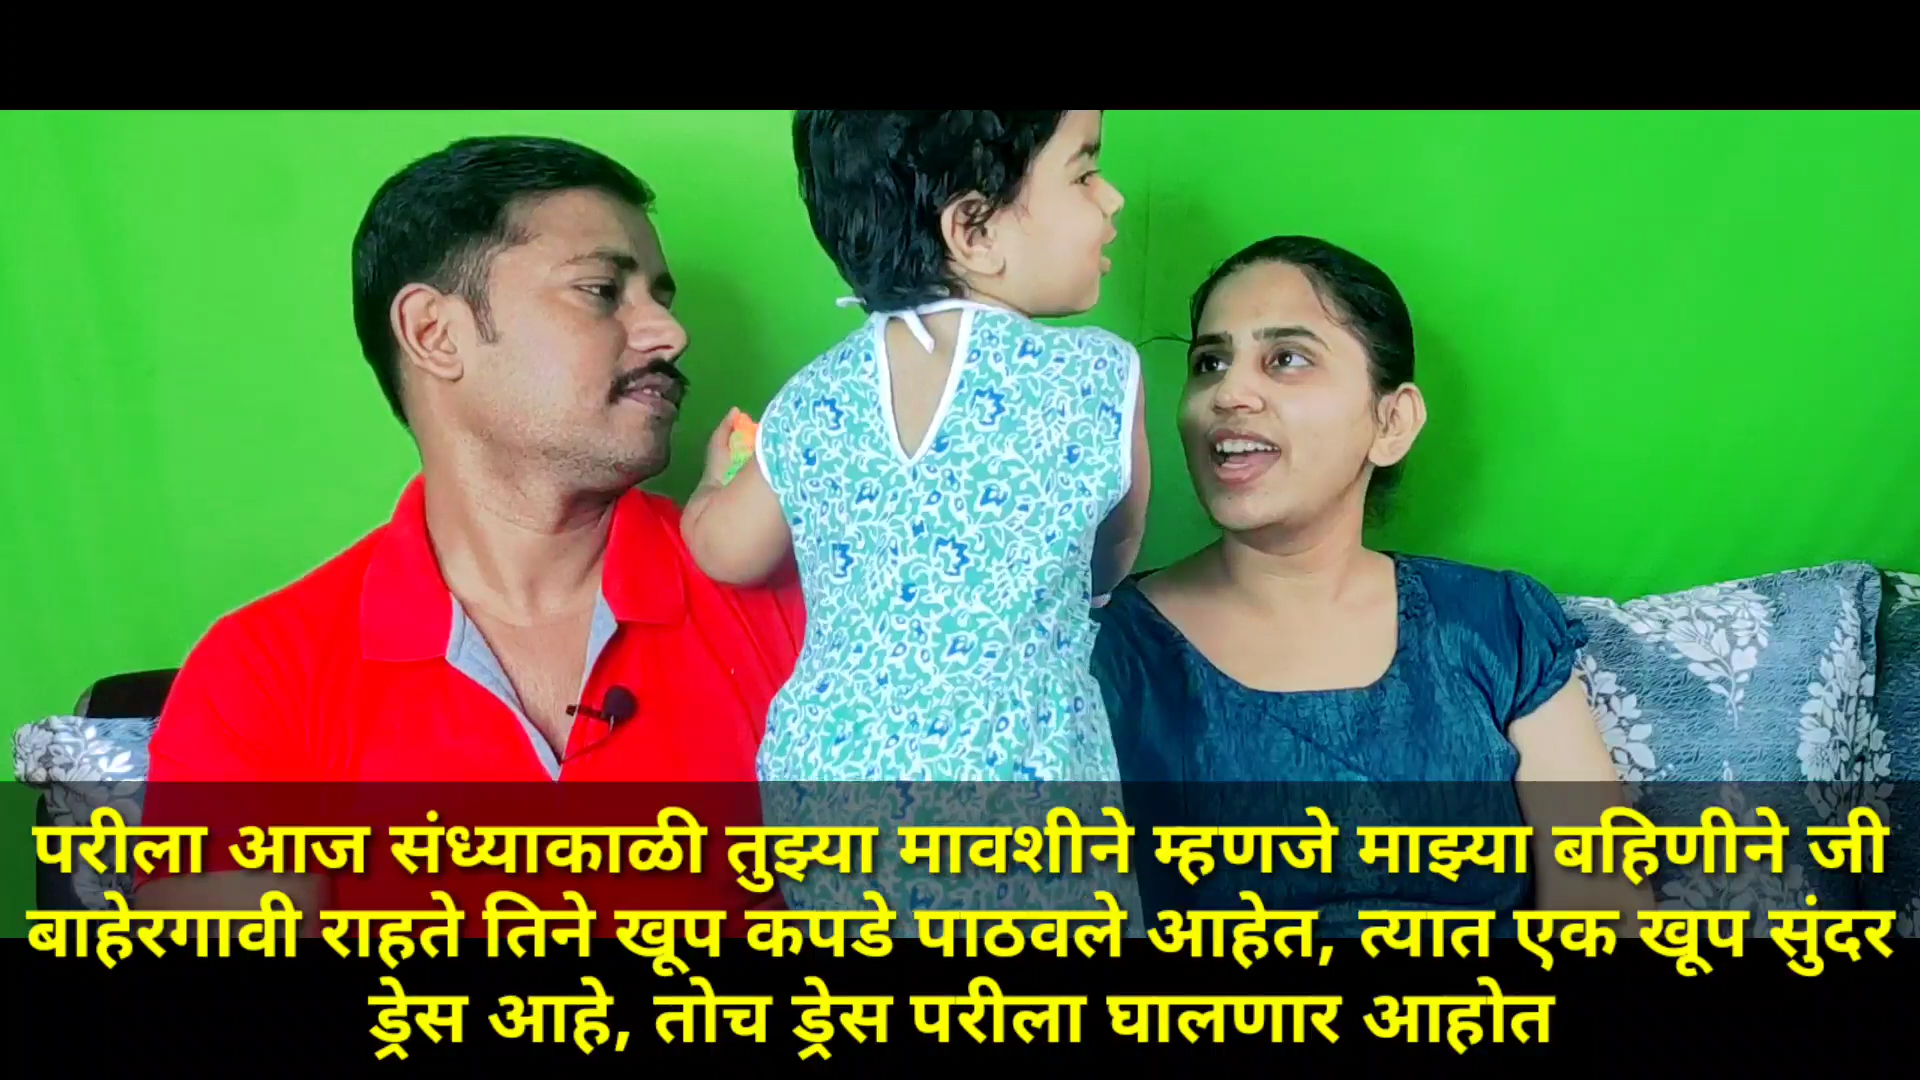 परीला आज संध्याकाळी तुझ्या मावशीने म्हणजे माझ्या बहिणीने जी
बाहेरगावी राहते तिने खूप कपडे पाठवले आहेत, त्यात एक खूप सुंदर
ड्रेस आहे, तोच ड्रेस परीला घालणार आहोत